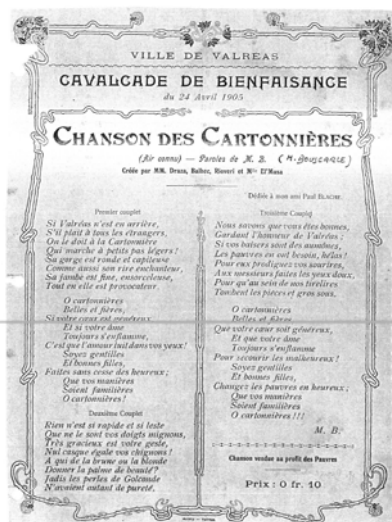 VILLE DE VALREAS
CAVALCADE DE BIENFAISANCE
du 24 Avril 1905
CHANSON DES CARTONNIÈRES
(Air connu) — Paroles de M. B. (M. BOUSCARLE)
Créée par MM. Druza, Balbec, Rioveri et Mlle El'Masa
Dédiée à mon ami Paul BLACHE.
Premier couplet
Si Valréas n'est en arrière,
S'il plait à tous les étrangers,
On le doit à la Cartonnière
Qui marche à petits pas légers!
Sa gorge est ronde et capiteuse
Comme aussi son rire enchanteur,
Sa jambe est fine, ensorceleuse,
Tout en elle est provocateur.
O cartonnières
Belles et fières,
Si votre cœur est généreux
Et si votre âme
Toujours s'enflamme,
C'est que l'amour luit dans vos yeux!
Soyez gentilles
Et bonnes filles,
Faites sans cesse des heureux;
Que vos manières
Soient familières
O cartonnières!
Deuxième Couplet
Rien n'est si rapide et si leste
Que ne le sont vos doigts mignons,
Très gracieux est votre geste,
Nul casque égale vos chignons!
A qui de la brune ou la blonde
Donner la palme de beauté?
Jadis les perles de Golconde
N'avaient autant de pureté.
Troisième Couplet
Nous savons que vous êtes bonnes,
Gardant l'honneur de Valréas;
Si vos baisers sont des aumônes,
Les pauvres en ont besoin, hélas!
Pour eux prodiguez vos sourires,
Aux messieurs faites les yeux doux,
Pour qu'au sein de nos tirelires
Tombent les pièces et gros sous.
O cartonnières
Belles et fières
Que votre cœur soit généreux,
Et que votre âme
Toujours s'enflamme
Pour secourir les malheureux!
Soyez gentilles
Et bonnes filles,
Changez les pauvres en heureux;
Que vos manières
Soient familières
O cartonnières!!!
M. B.
Chanson vendue au profit des Pauvres
Prix : 0 fr. 10